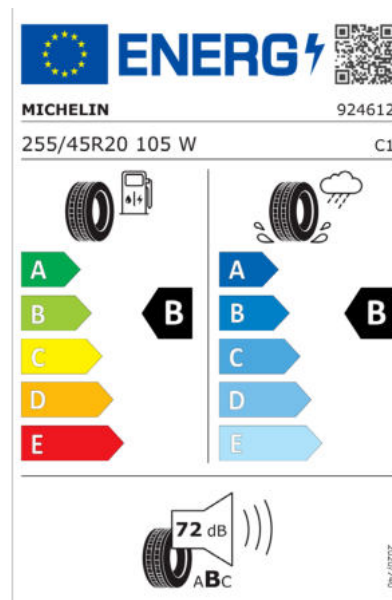 ENERG
MICHELIN 924612
255/45R20 105 W C1
A A
B B B B
C C
D D
E E
72 dB
ABC